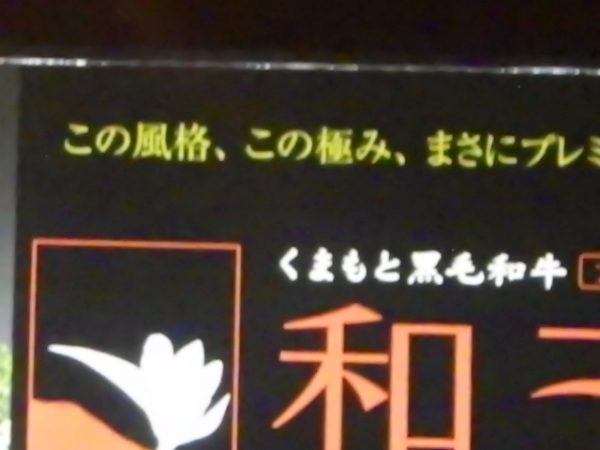 この風格、この極み、まさにプレミ
くまもと黒毛和牛
和